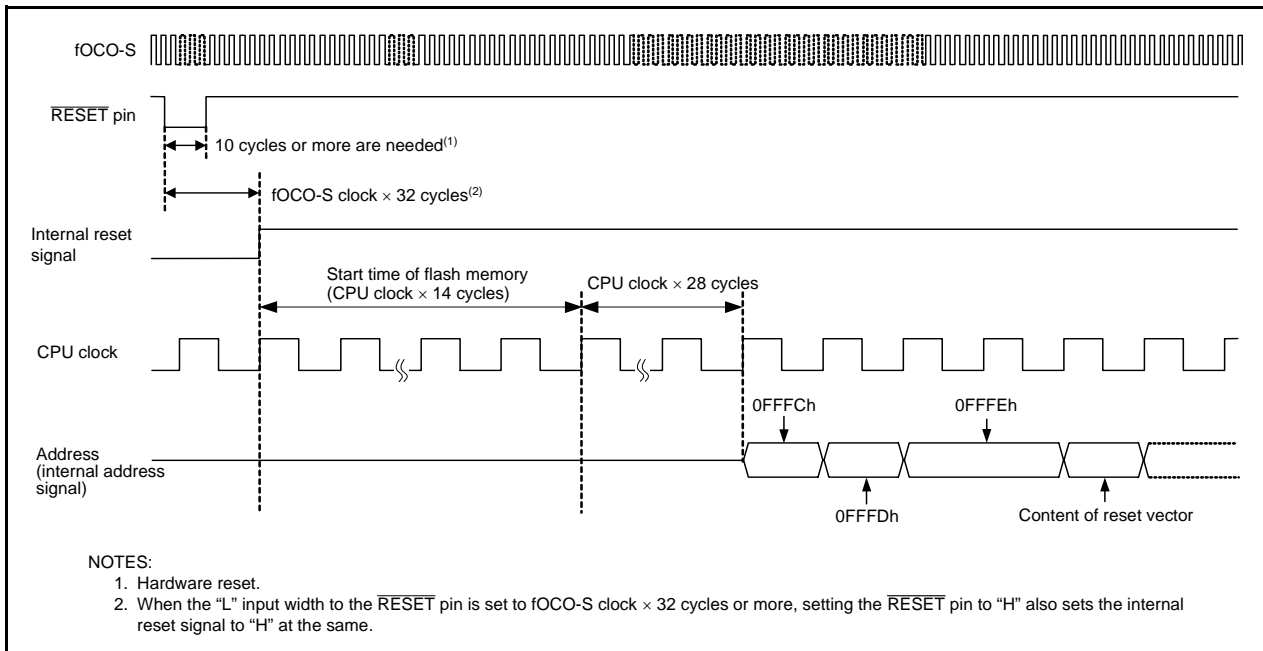 fOCO-S
RESET pin
10 cycles or more are needed(1)
fOCO-S clock × 32 cycles(2)
Internal reset
signal
Start time of flash memory
(CPU clock × 14 cycles)
CPU clock × 28 cycles
CPU clock
0FFFCh
0FFFEh
Address
(internal address
signal)
0FFFDh
Content of reset vector
NOTES:
1. Hardware reset.
2. When the “L” input width to the RESET pin is set to fOCO-S clock × 32 cycles or more, setting the RESET pin to “H” also sets the internal
reset signal to “H” at the same.